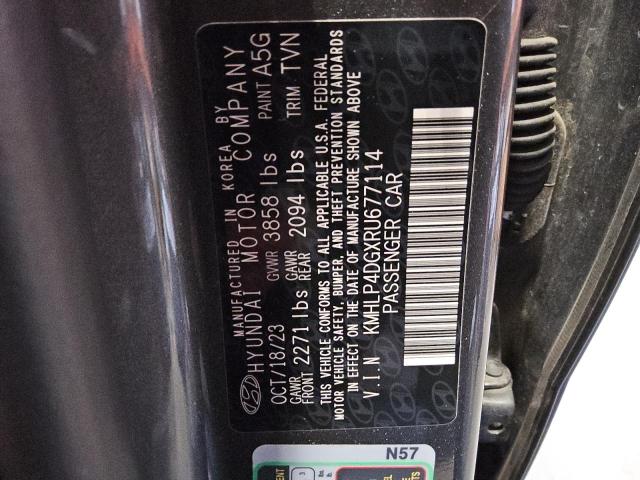 MANUFACTURED IN KOREA BY
HYUNDAI MOTOR COMPANY
OCT/18/23 GVWR 3858 lbs PAINT A5G
GAWR FRONT 2271 lbs GAWR REAR 2094 lbs TRIM TVN
THIS VEHICLE CONFORMS TO ALL APPLICABLE U.S.A. FEDERAL
MOTOR VEHICLE SAFETY, BUMPER, AND THEFT PREVENTION STANDARDS
IN EFFECT ON THE DATE OF MANUFACTURE SHOWN ABOVE
V.I.N KMHLP4DGXRU677114
PASSENGER CAR
N57